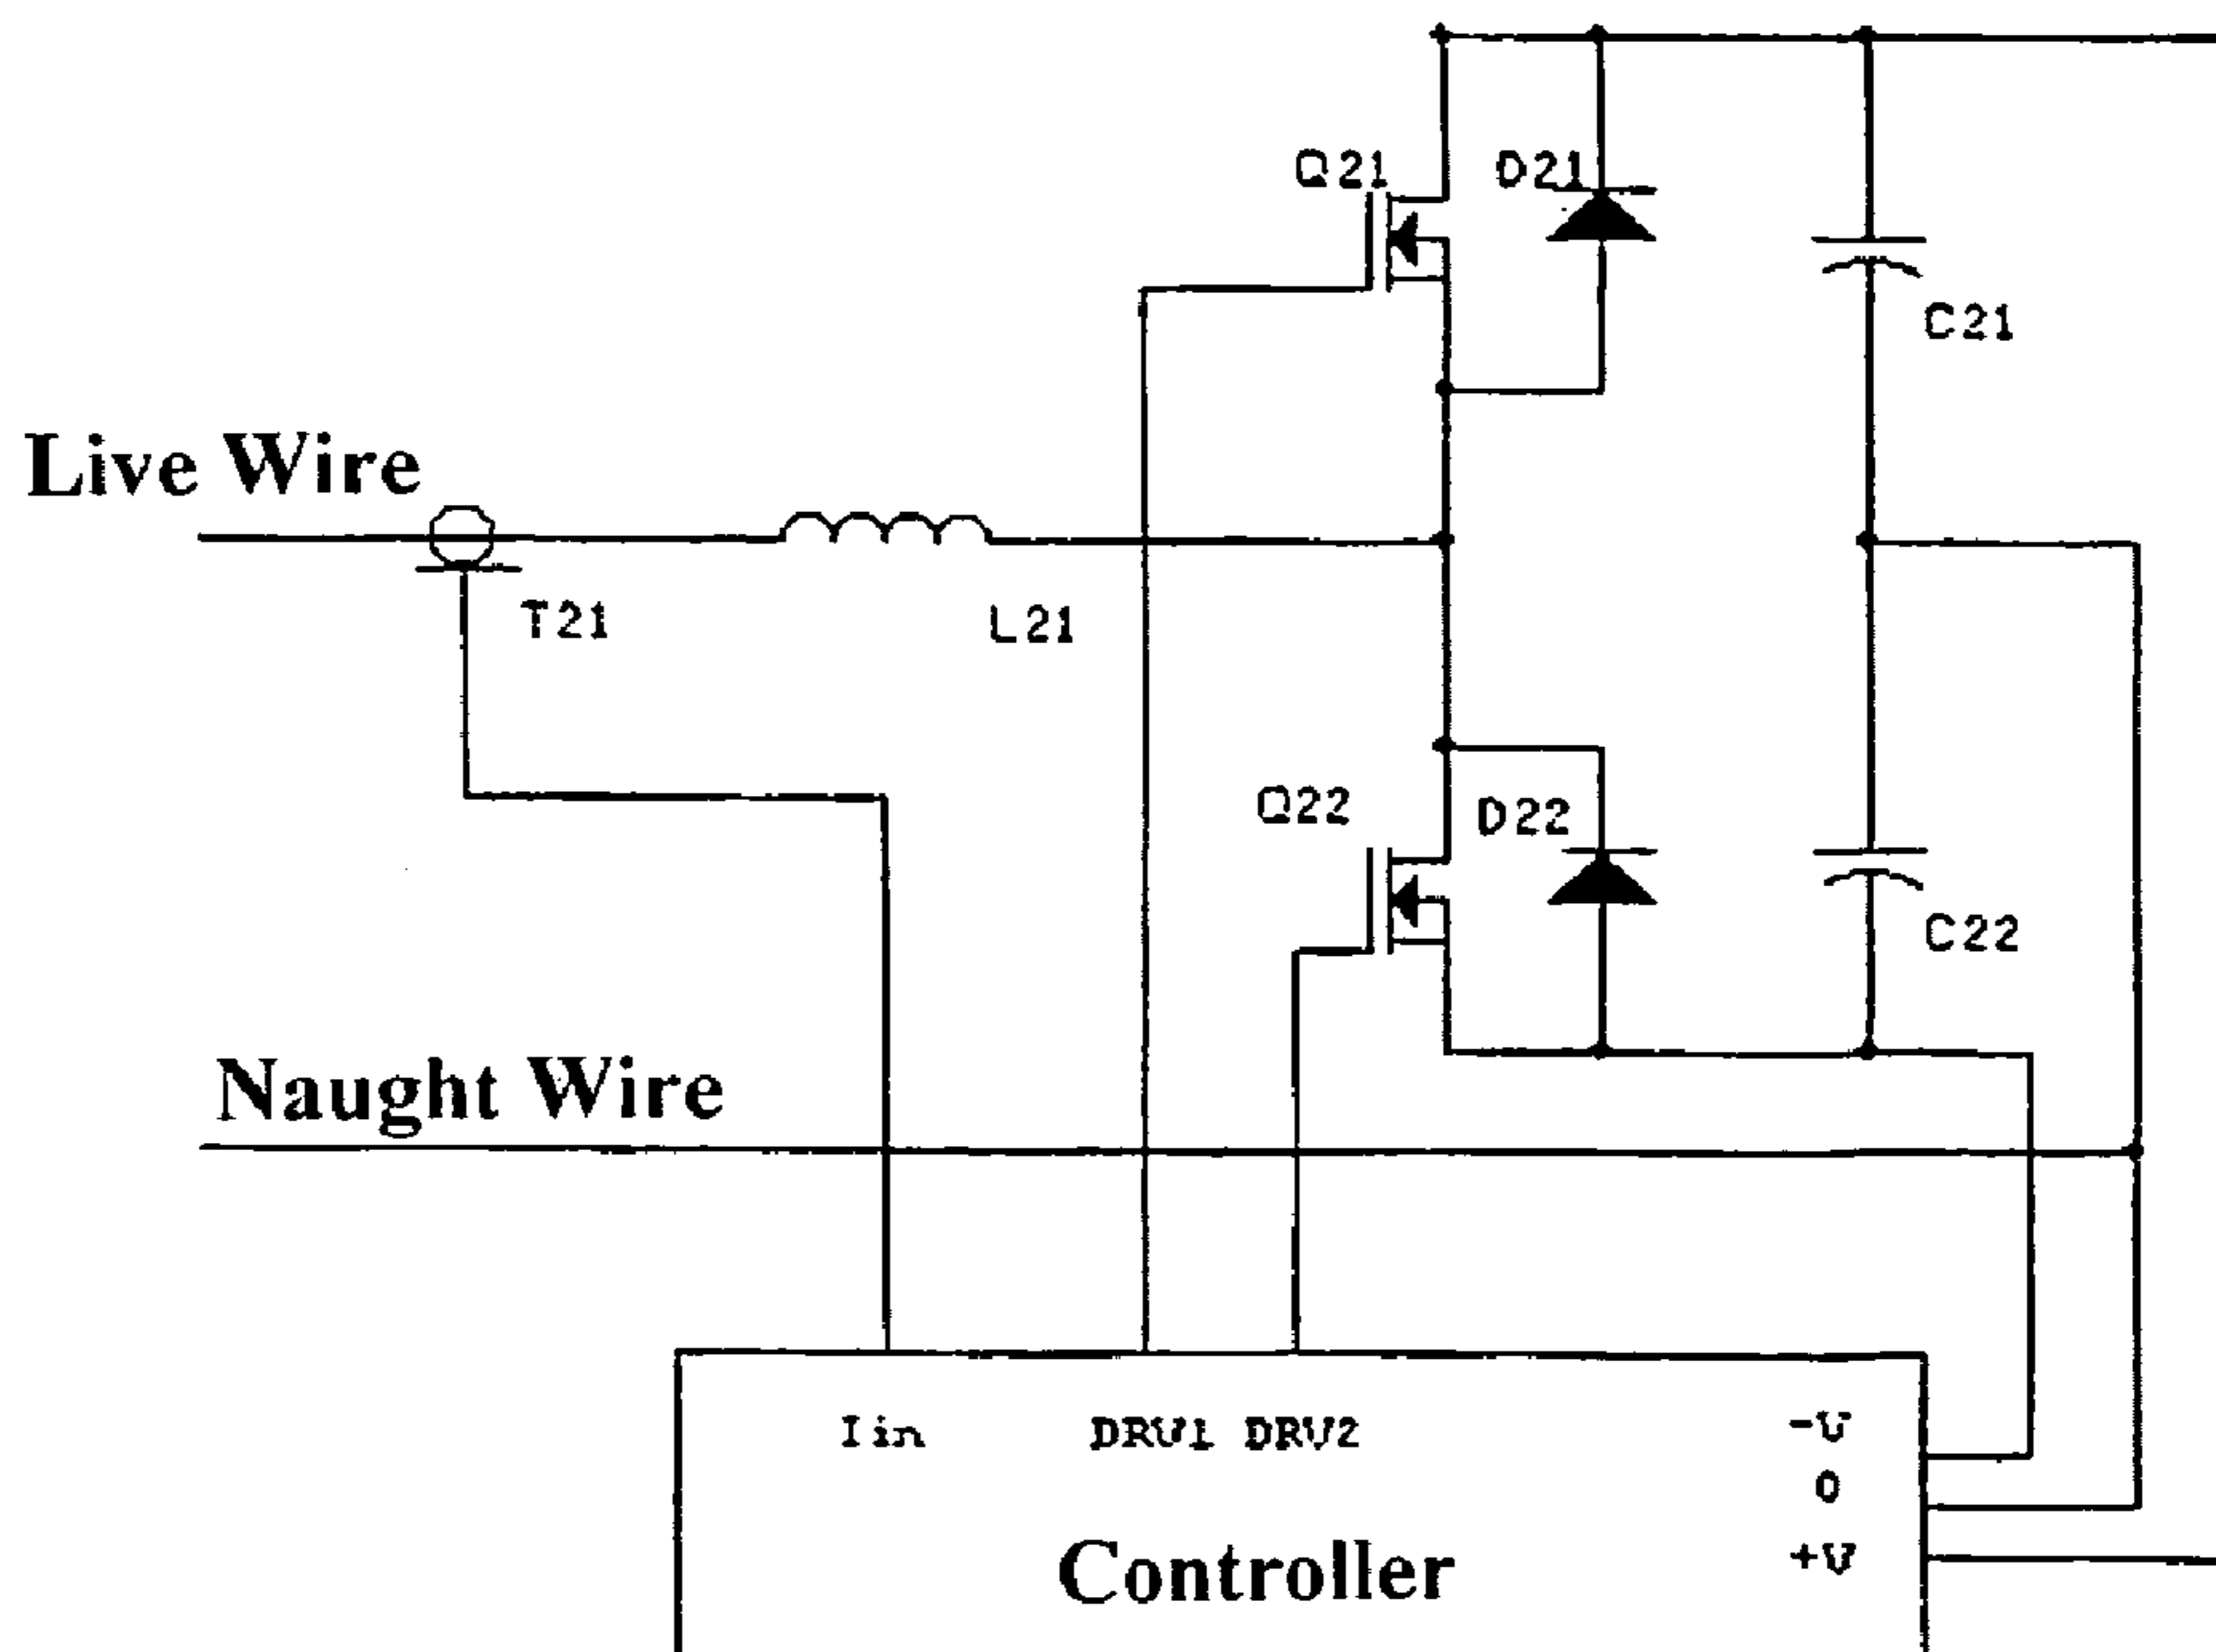 Q21 D21
C21
Live Wire
T21 L21
Q22 D22
C22
Naught Wire
Iin DRV1 DRV2 -V
0
+V
Controller